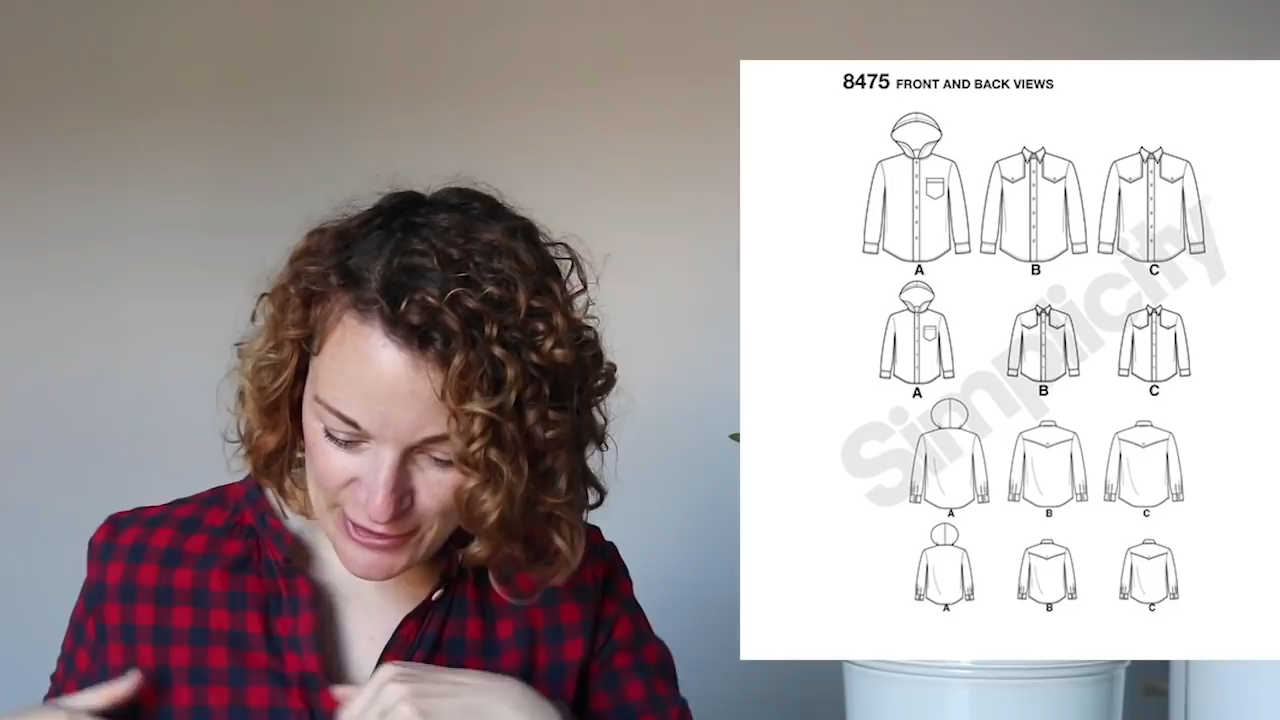 8475 FRONT AND BACK VIEWS
A B C
A B C
A B C
A B C
Simplicity